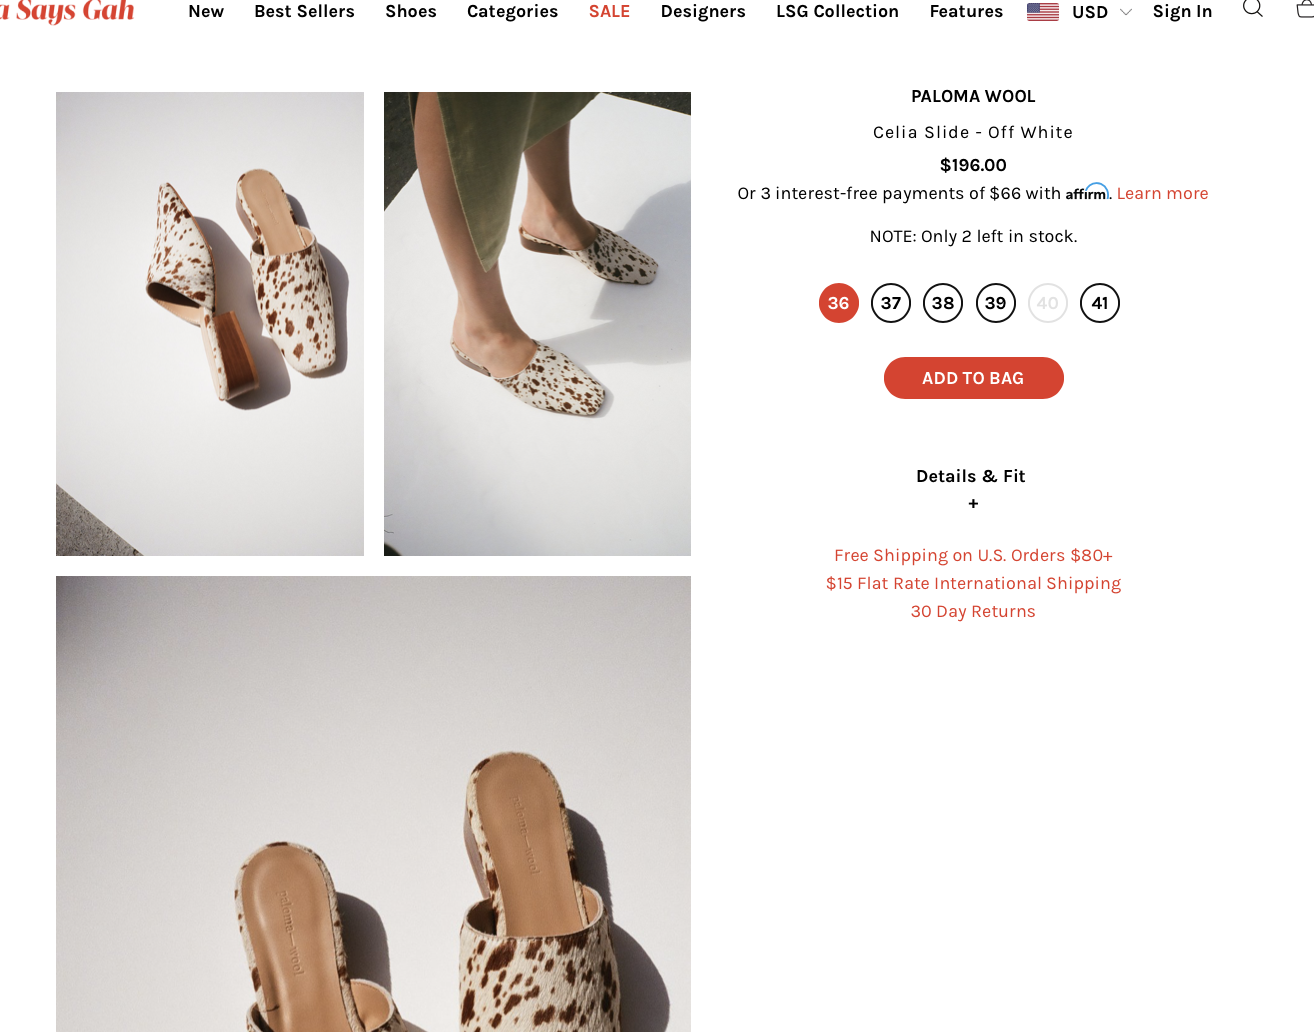 a Says Gah
New Best Sellers Shoes Categories SALE Designers LSG Collection Features USD Sign In
PALOMA WOOL
Celia Slide - Off White
$196.00
Or 3 interest-free payments of $66 with affirm. Learn more
NOTE: Only 2 left in stock.
36 37 38 39 40 41
ADD TO BAG
Details & Fit
+
Free Shipping on U.S. Orders $80+
$15 Flat Rate International Shipping
30 Day Returns
paloma—wool
paloma—wool